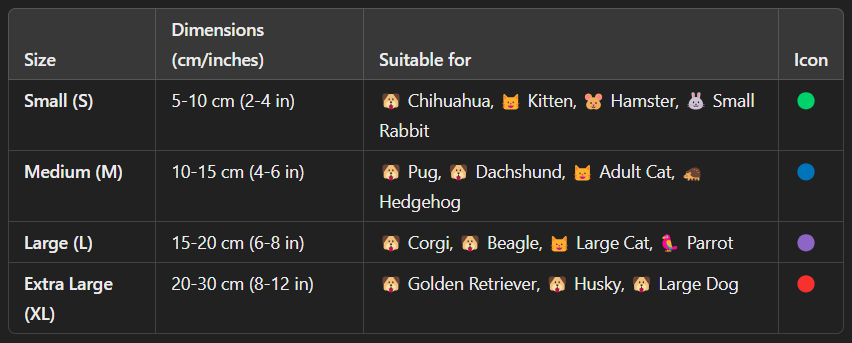 Size Dimensions (cm/inches) Suitable for Icon
Small (S) 5-10 cm (2-4 in) 🐶 Chihuahua, 🐱 Kitten, 🐹 Hamster, 🐰 Small
Rabbit
Medium (M) 10-15 cm (4-6 in) 🐶 Pug, 🐶 Dachshund, 🐱 Adult Cat, 🦔
Hedgehog
Large (L) 15-20 cm (6-8 in) 🐶 Corgi, 🐶 Beagle, 🐱 Large Cat, 🦜 Parrot
Extra Large (XL) 20-30 cm (8-12 in) 🐶 Golden Retriever, 🐶 Husky, 🐶 Large Dog